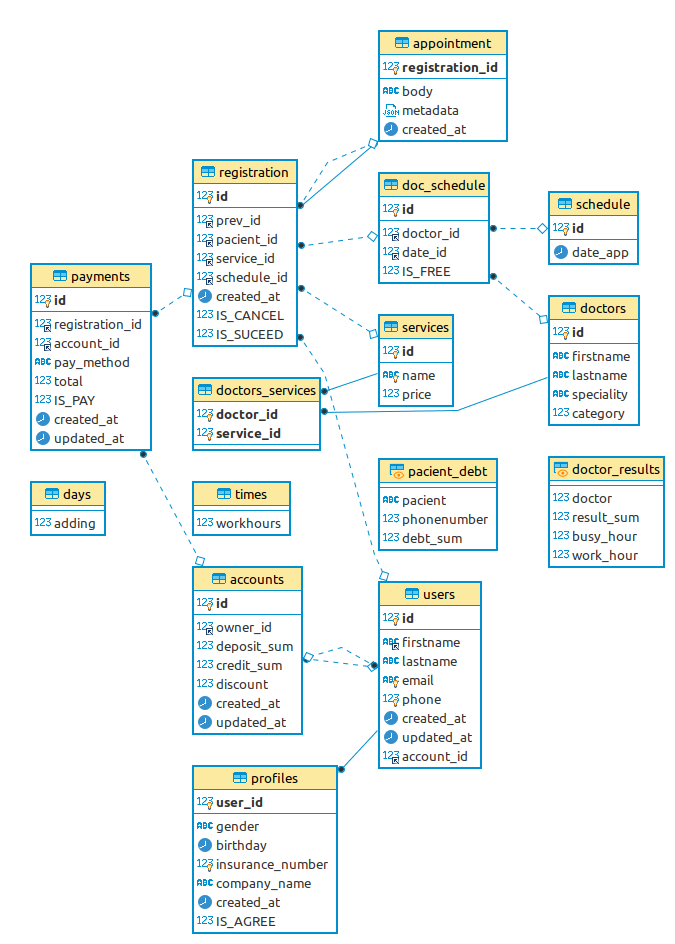 appointment
registration_id
body
metadata
created_at
registration
id
prev_id
pacient_id
service_id
schedule_id
created_at
IS_CANCEL
IS_SUCEED
doc_schedule
id
doctor_id
date_id
IS_FREE
schedule
id
date_app
payments
id
registration_id
account_id
pay_method
total
IS_PAY
created_at
updated_at
services
id
name
price
doctors
id
firstname
lastname
speciality
category
doctors_services
doctor_id
service_id
pacient_debt
pacient
phonenumber
debt_sum
doctor_results
doctor
result_sum
busy_hour
work_hour
days
adding
times
workhours
accounts
id
owner_id
deposit_sum
credit_sum
discount
created_at
updated_at
users
id
firstname
lastname
email
phone
created_at
updated_at
account_id
profiles
user_id
gender
birthday
insurance_number
company_name
created_at
IS_AGREE